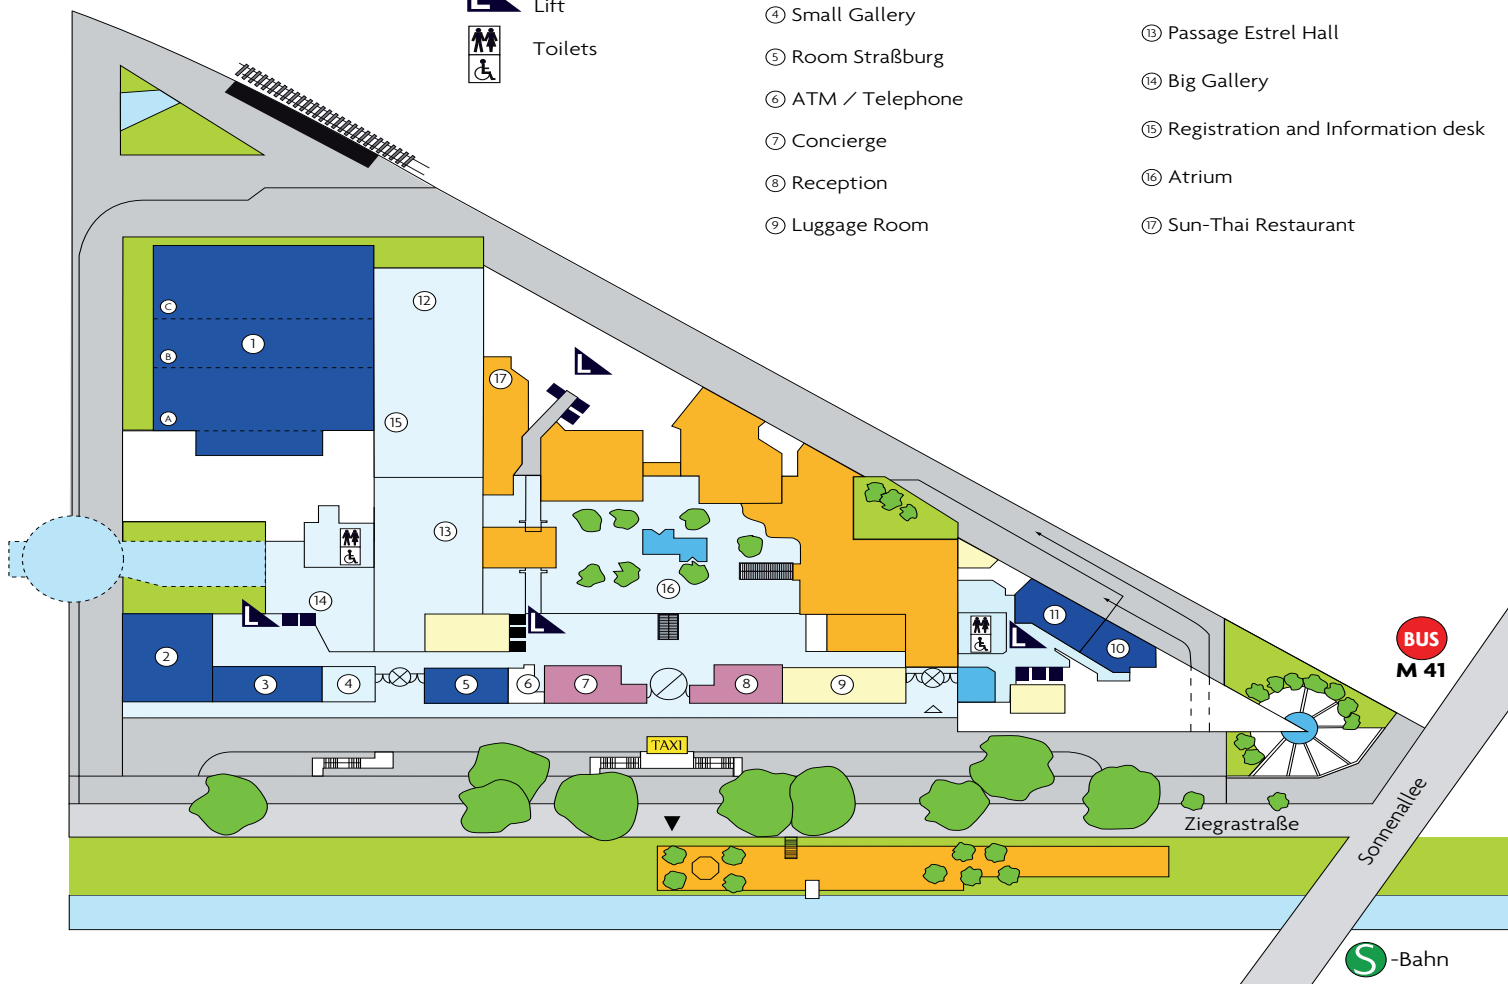 L Lift
Toilets
4 Small Gallery
5 Room Straßburg
6 ATM / Telephone
7 Concierge
8 Reception
9 Luggage Room
13 Passage Estrel Hall
14 Big Gallery
15 Registration and Information desk
16 Atrium
17 Sun-Thai Restaurant
C
12
1
B
L
17
A
15
13
16
14
L
L
11
L
10
2
3
4
5
6
7
8
9
BUS
M 41
TAXI
Ziegrastraße
Sonnenallee
S -Bahn